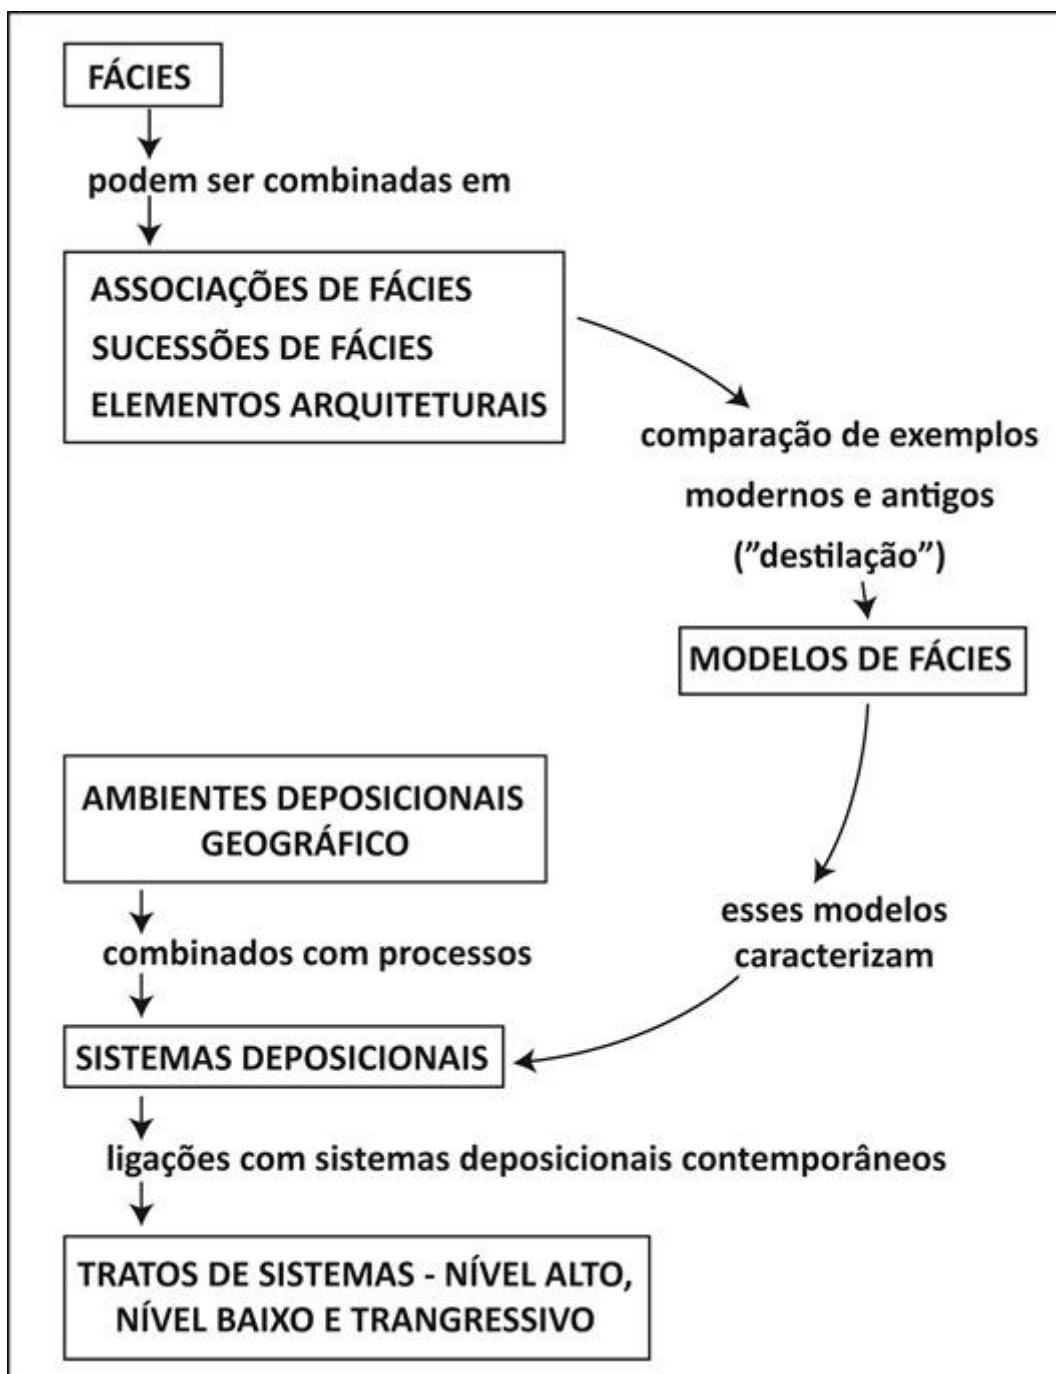 FÁCIES
podem ser combinadas em
ASSOCIAÇÕES DE FÁCIES
SUCESSÕES DE FÁCIES
ELEMENTOS ARQUITETURAIS
comparação de exemplos
modernos e antigos
(”destilação”)
MODELOS DE FÁCIES
esses modelos
caracterizam
AMBIENTES DEPOSICIONAIS
GEOGRÁFICO
combinados com processos
SISTEMAS DEPOSICIONAIS
ligações com sistemas deposicionais contemporâneos
TRATOS DE SISTEMAS - NÍVEL ALTO,
NÍVEL BAIXO E TRANGRESSIVO